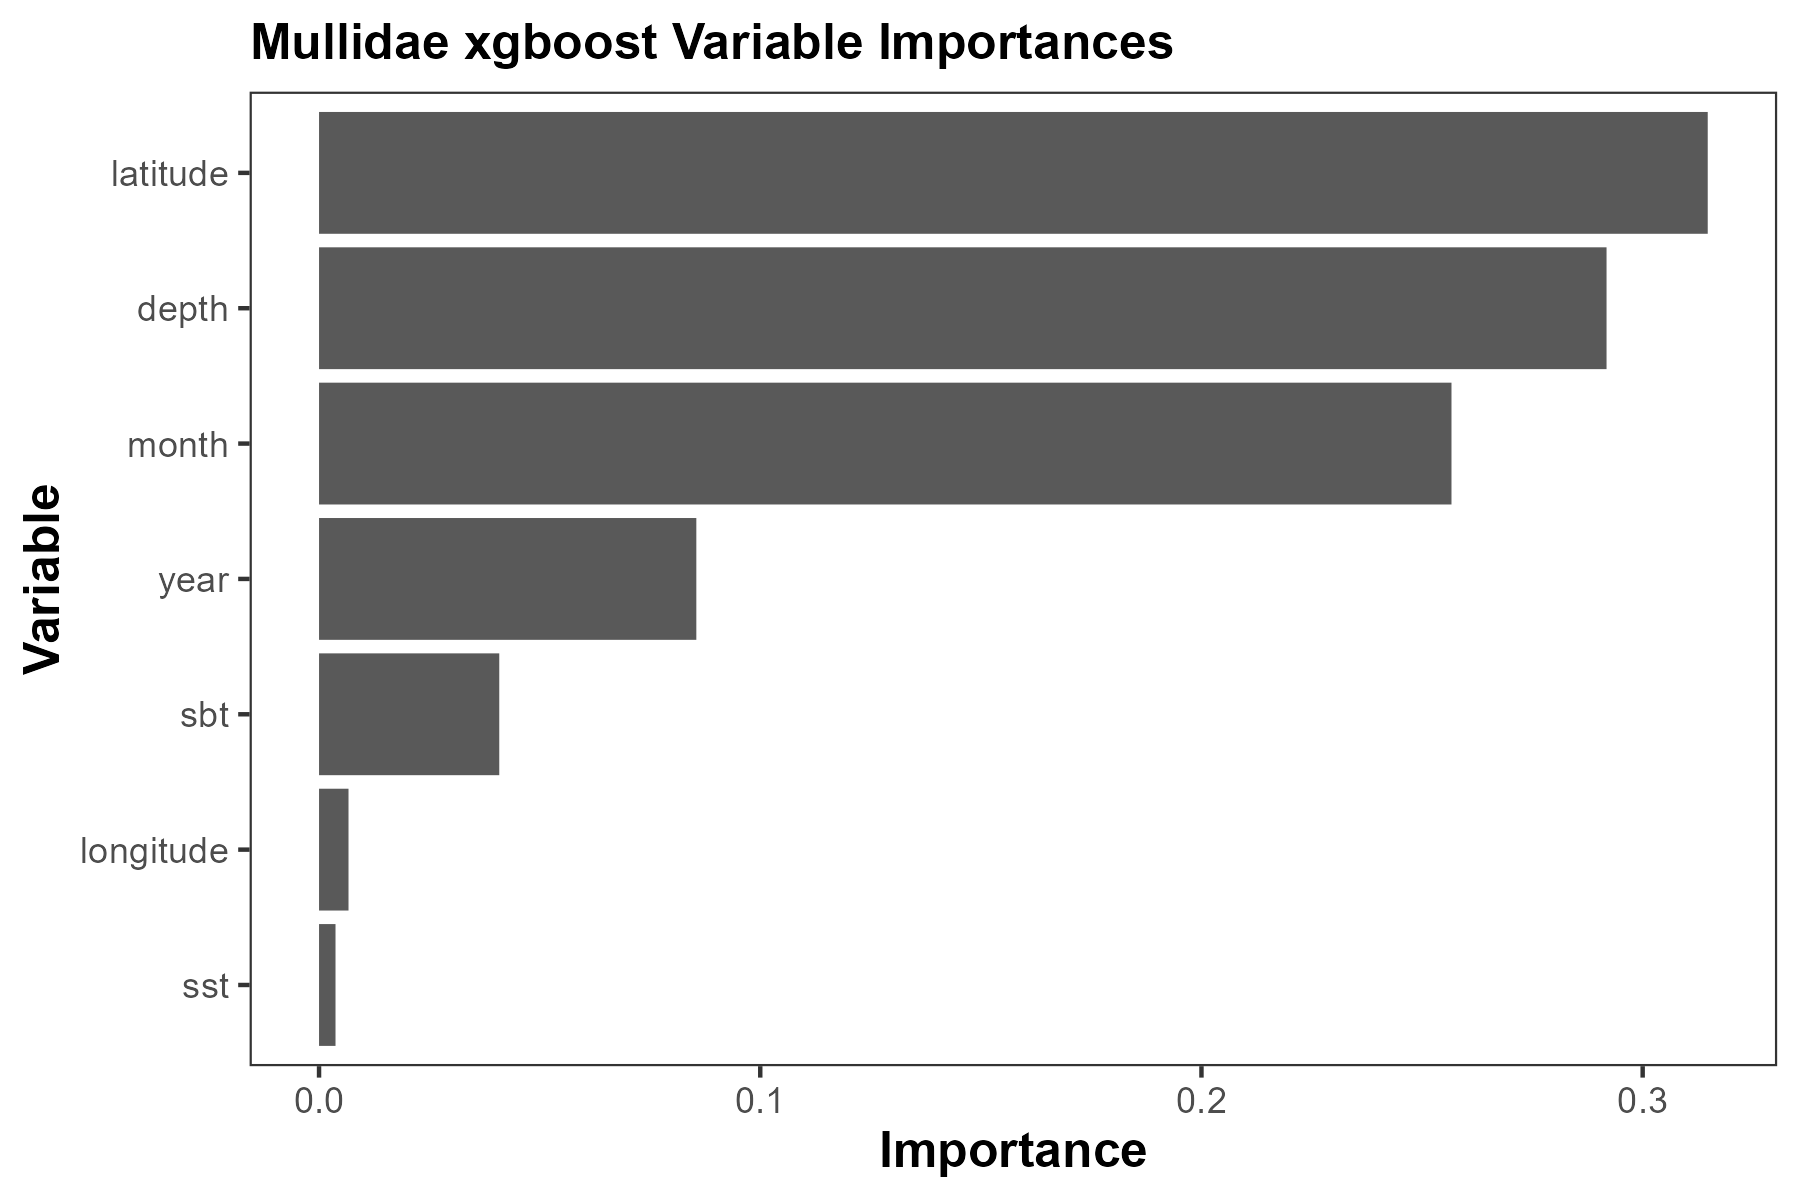 Mullidae xgboost Variable Importances
Variable
latitude
depth
month
year
sbt
longitude
sst
0.0 0.1 0.2 0.3
Importance